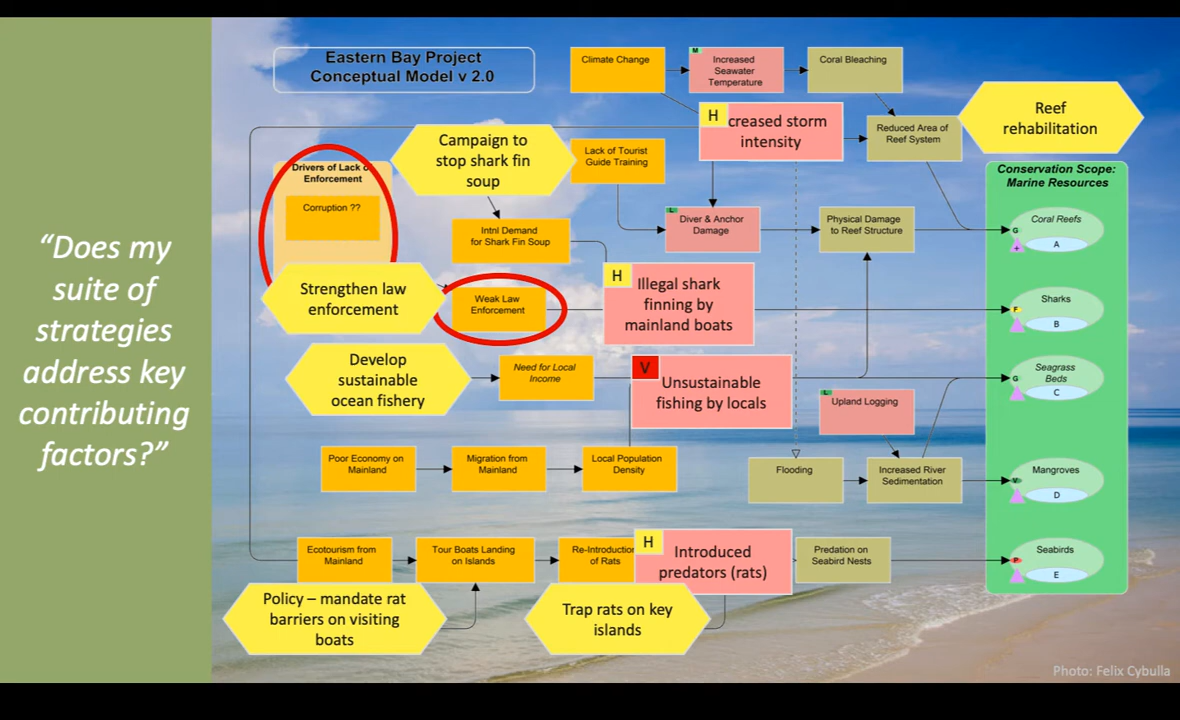 “Does my
suite of
strategies
address key
contributing
factors?”
Eastern Bay Project
Conceptual Model v 2.0
Climate Change
M
Increased
Seawater
Temperature
Coral Bleaching
H
creased storm
intensity
Reduced Area of
Reef System
Reef
rehabilitation
Drivers of Lack o
Enforcement
Corruption ??
Campaign to
stop shark fin
soup
Lack of Tourist
Guide Training
Conservation Scope:
Marine Resources
Intnl Demand
for Shark Fin Soup
L
Diver & Anchor
Damage
Physical Damage
to Reef Structure
Coral Reefs
G
+
A
Strengthen law
enforcement
Weak Law
Enforcement
H
Illegal shark
finning by
mainland boats
Sharks
F
B
Develop
sustainable
ocean fishery
Need for Local
Income
V
Unsustainable
fishing by locals
Seagrass
Beds
G
C
L
Upland Logging
Poor Economy on
Mainland
Migration from
Mainland
Local Population
Density
Flooding
Increased River
Sedimentation
Mangroves
V
D
Ecotourism from
Mainland
Tour Boats Landing
on Islands
Re-Introduction
of Rats
H
Introduced
predators (rats)
Predation on
Seabird Nests
Seabirds
P
E
Policy – mandate rat
barriers on visiting
boats
Trap rats on key
islands
Photo: Felix Cybulla